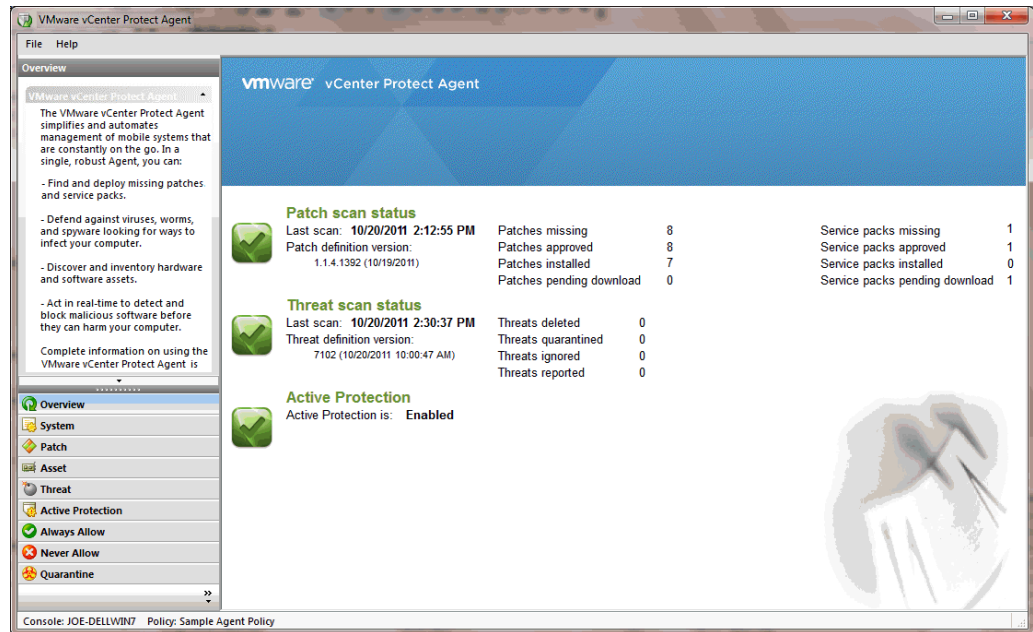 VMware vCenter Protect Agent
File Help
Overview
VMware vCenter Protect Agent
The VMware vCenter Protect Agent
simplifies and automates
management of mobile systems that
are constantly on the go. In a
single, robust Agent, you can:
- Find and deploy missing patches
and service packs.
- Defend against viruses, worms,
and spyware looking for ways to
infect your computer.
- Discover and inventory hardware
and software assets.
- Act in real-time to detect and
block malicious software before
they can harm your computer.
Complete information on using the
VMware vCenter Protect Agent is
Overview
System
Patch
Asset
Threat
Active Protection
Always Allow
Never Allow
Quarantine
vmware vCenter Protect Agent
Patch scan status
Last scan: 10/20/2011 2:12:55 PM
Patch definition version:
1.1.4.1392 (10/19/2011)
Patches missing 8
Patches approved 8
Patches installed 7
Patches pending download 0
Service packs missing 1
Service packs approved 1
Service packs installed 0
Service packs pending download 1
Threat scan status
Last scan: 10/20/2011 2:30:37 PM
Threat definition version:
7102 (10/20/2011 10:00:47 AM)
Threats deleted 0
Threats quarantined 0
Threats ignored 0
Threats reported 0
Active Protection
Active Protection is: Enabled
Console: JOE-DELLWIN7 Policy: Sample Agent Policy